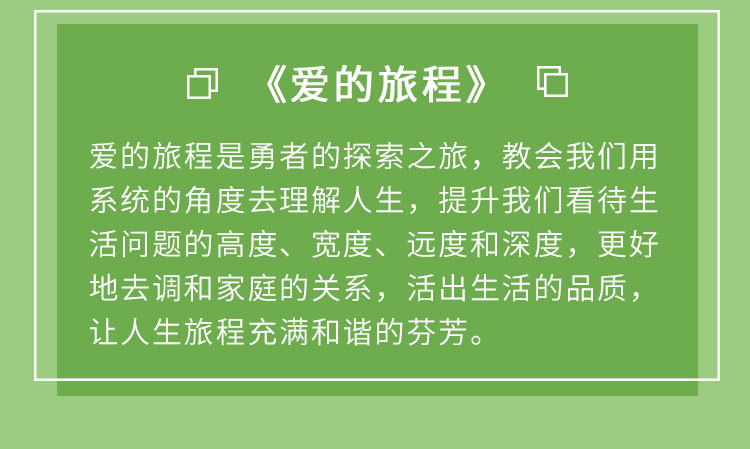 《爱的旅程》
爱的旅程是勇者的探索之旅，教会我们用
系统的角度去理解人生，提升我们看待生
活问题的高度、宽度、远度和深度，更好
地去调和家庭的关系，活出生活的品质，
让人生旅程充满和谐的芬芳。